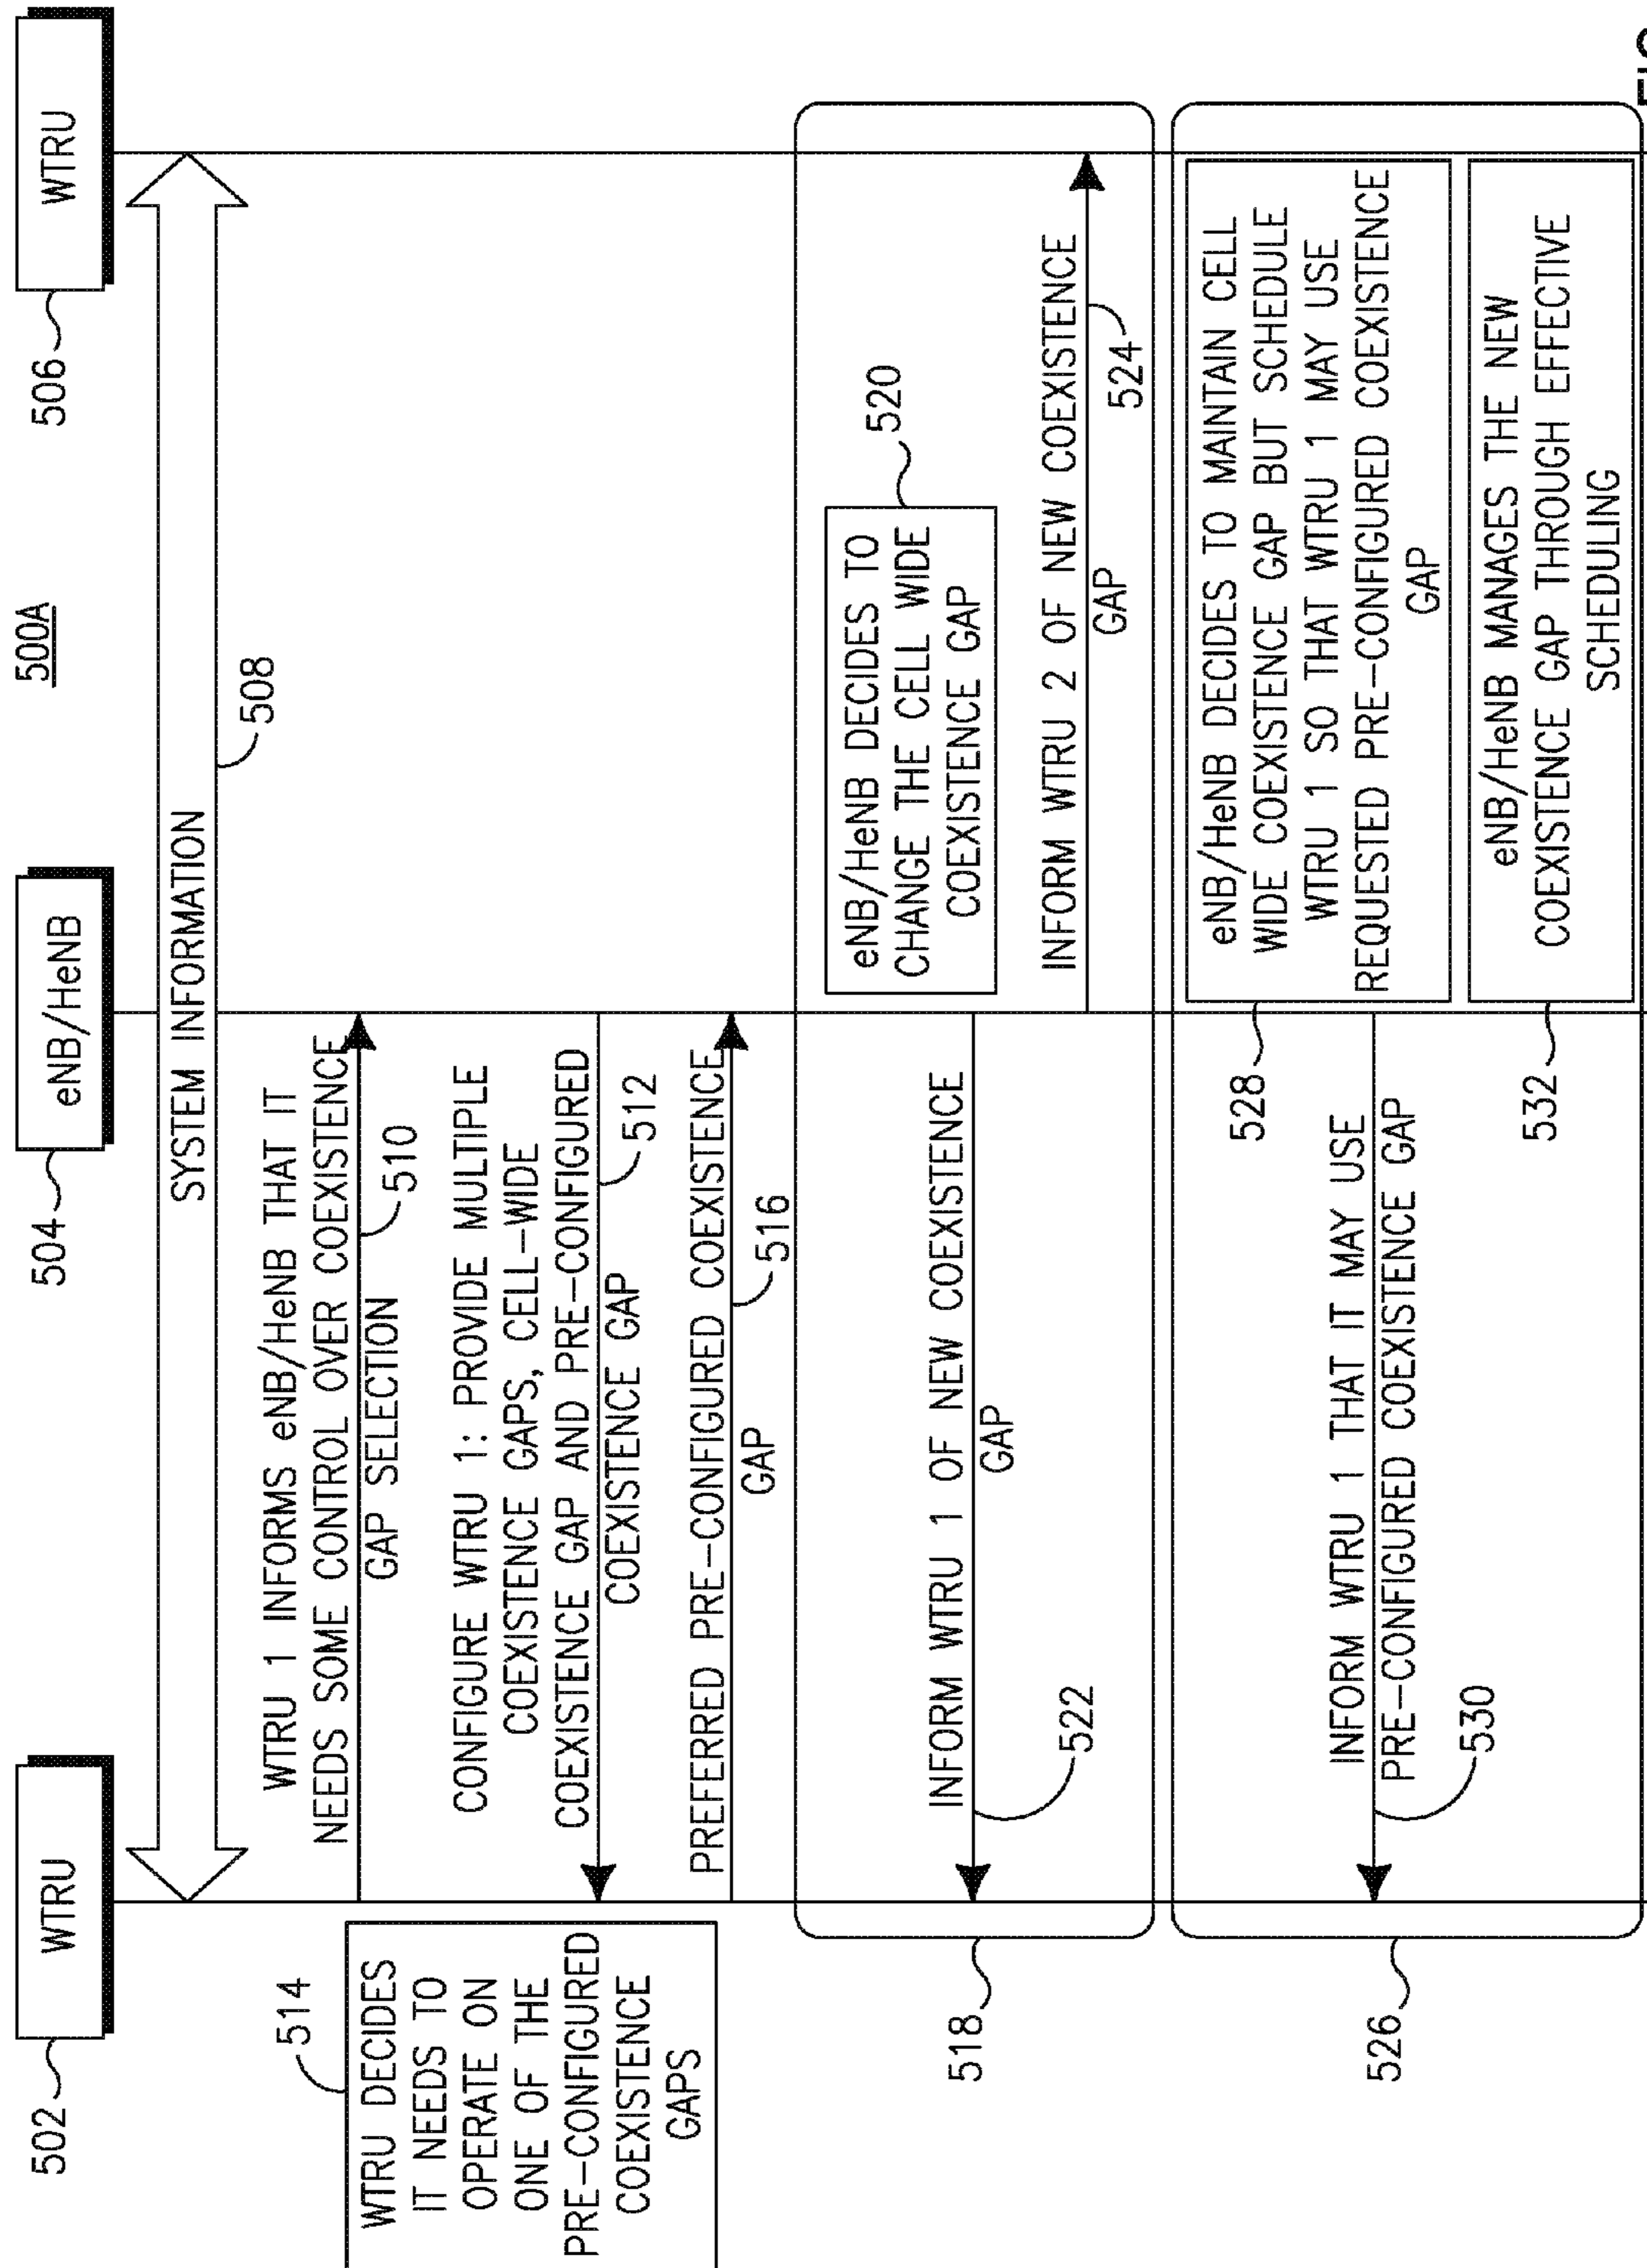 500A
502
WTRU
504
eNB/HeNB
506
WTRU
SYSTEM INFORMATION
508
WTRU 1 INFORMS eNB/HeNB THAT IT
NEEDS SOME CONTROL OVER COEXISTENCE
GAP SELECTION
510
CONFIGURE WTRU 1: PROVIDE MULTIPLE
COEXISTENCE GAPS, CELL-WIDE
COEXISTENCE GAP AND PRE-CONFIGURED
COEXISTENCE GAP
512
514
WTRU DECIDES
IT NEEDS TO
OPERATE ON
ONE OF THE
PRE-CONFIGURED
COEXISTENCE
GAPS
PREFERRED PRE-CONFIGURED COEXISTENCE
GAP
516
518
520
eNB/HeNB DECIDES TO
CHANGE THE CELL WIDE
COEXISTENCE GAP
INFORM WTRU 1 OF NEW COEXISTENCE
GAP
522
INFORM WTRU 2 OF NEW COEXISTENCE
GAP
524
526
528
eNB/HeNB DECIDES TO MAINTAIN CELL
WIDE COEXISTENCE GAP BUT SCHEDULE
WTRU 1 SO THAT WTRU 1 MAY USE
REQUESTED PRE-CONFIGURED COEXISTENCE
GAP
INFORM WTRU 1 THAT IT MAY USE
PRE-CONFIGURED COEXISTENCE GAP
530
532
eNB/HeNB MANAGES THE NEW
COEXISTENCE GAP THROUGH EFFECTIVE
SCHEDULING